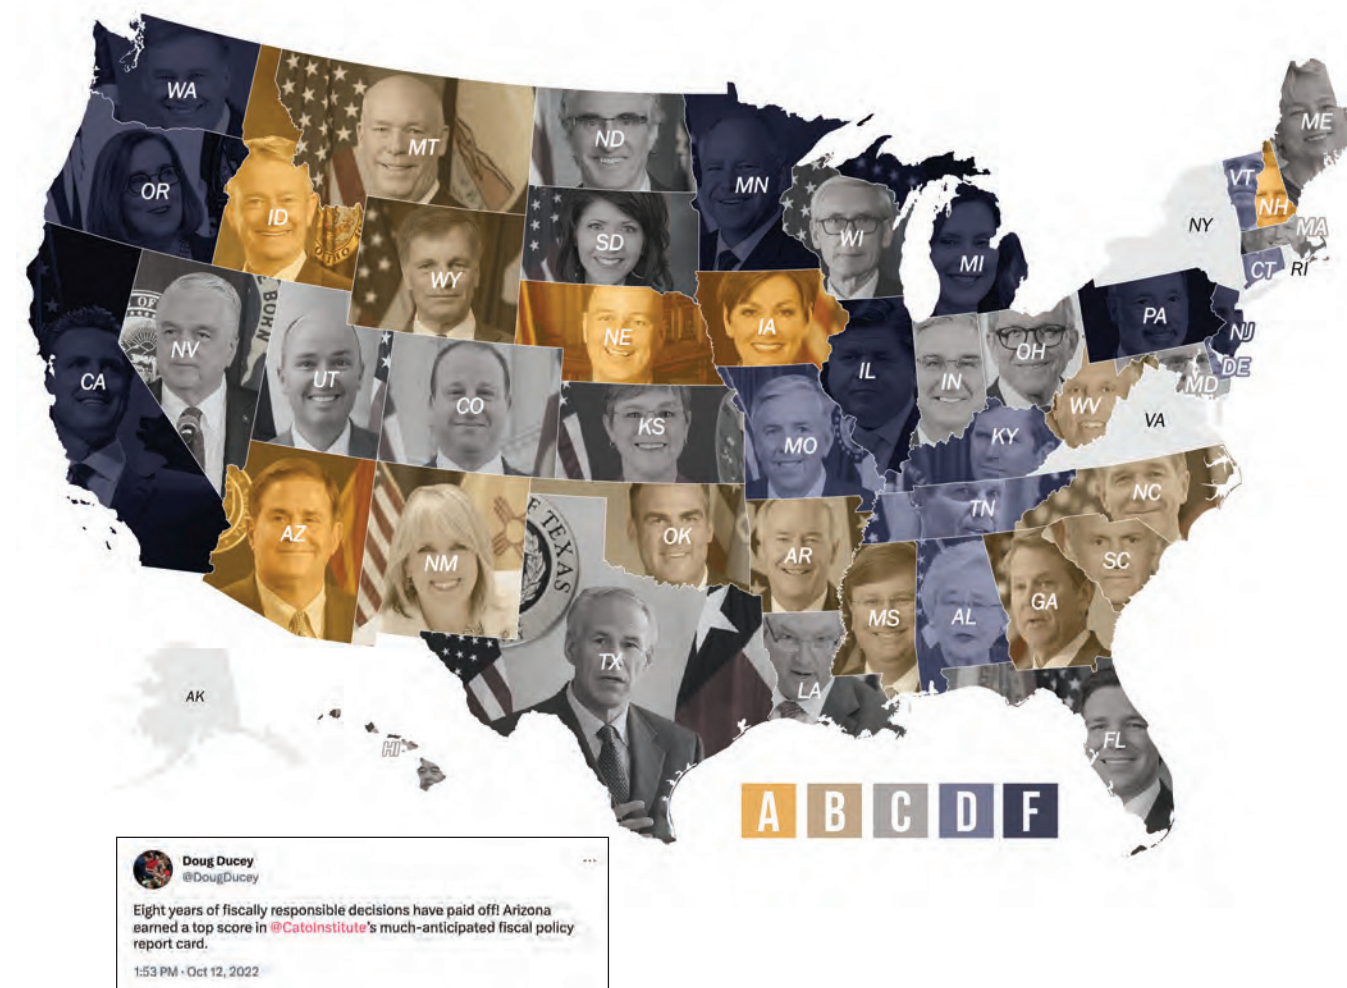 WA
MT
ND
ME
OR
ID
MN
VT
NH
SD
WI
NY
MA
WY
MI
CT
RI
NV
NE
IA
PA
NJ
UT
OH
DE
CA
CO
IL
IN
MD
KS
MO
KY
WV
VA
AZ
NM
OK
AR
TN
NC
SC
MS
AL
GA
TX
LA
AK
HI
FL
OF
BORN
OF TEXAS
A B C D F
Doug Ducey
@DougDucey
Eight years of fiscally responsible decisions have paid off! Arizona
earned a top score in @CatoInstitute's much-anticipated fiscal policy
report card.
1:53 PM · Oct 12, 2022